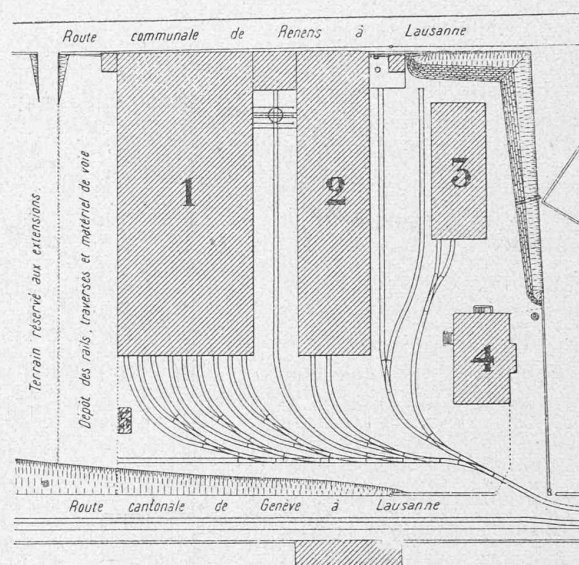 Route communale de Renens à Lausanne
Terrain réservé aux extensions
Dépôt des rails, traverses et matériel de voie
1
2
3
4
Route cantonale de Genève à Lausanne